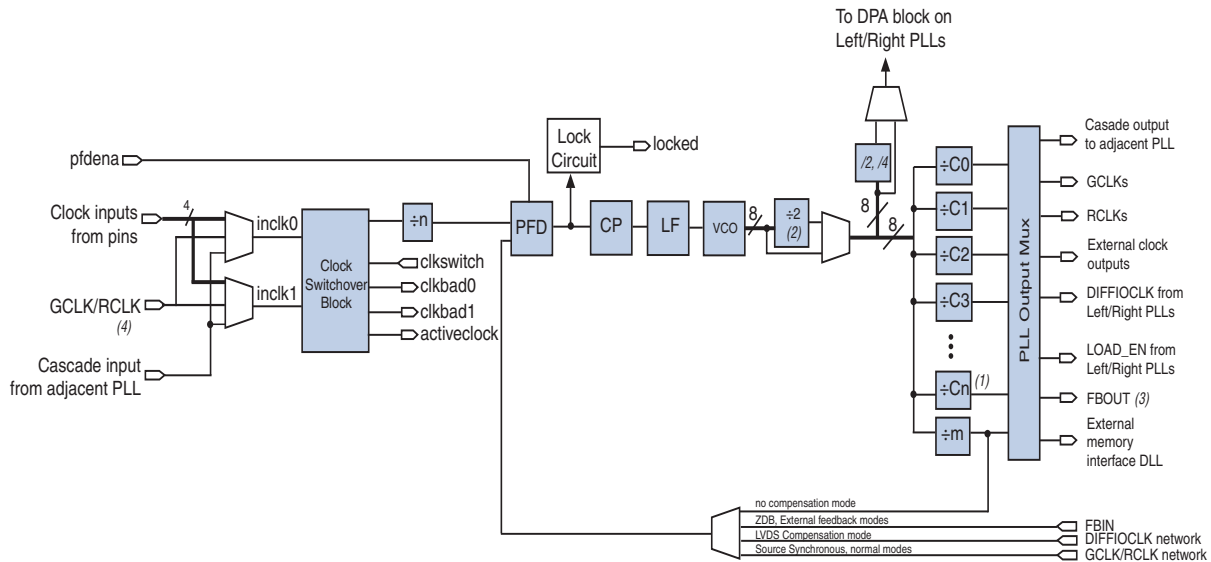 To DPA block on
Left/Right PLLs
Lock
Circuit
locked
pfdena
/2, /4
÷C0
Casade output
to adjacent PLL
4
Clock inputs
from pins
inclk0
÷n
PFD
CP
LF
VCO
8
÷2
(2)
8
8
÷C1
GCLKs
RCLKs
Clock
Switchover
Block
clkswitch
clkbad0
clkbad1
activeclock
inclk1
GCLK/RCLK
(4)
Cascade input
from adjacent PLL
÷C2
÷C3
÷Cn
(1)
÷m
PLL Output Mux
External clock
outputs
DIFFIOCLK from
Left/Right PLLs
LOAD_EN from
Left/Right PLLs
FBOUT (3)
External
memory
interface DLL
no compensation mode
ZDB, External feedback modes
FBIN
LVDS Compensation mode
DIFFIOCLK network
Source Synchronous, normal modes
GCLK/RCLK network